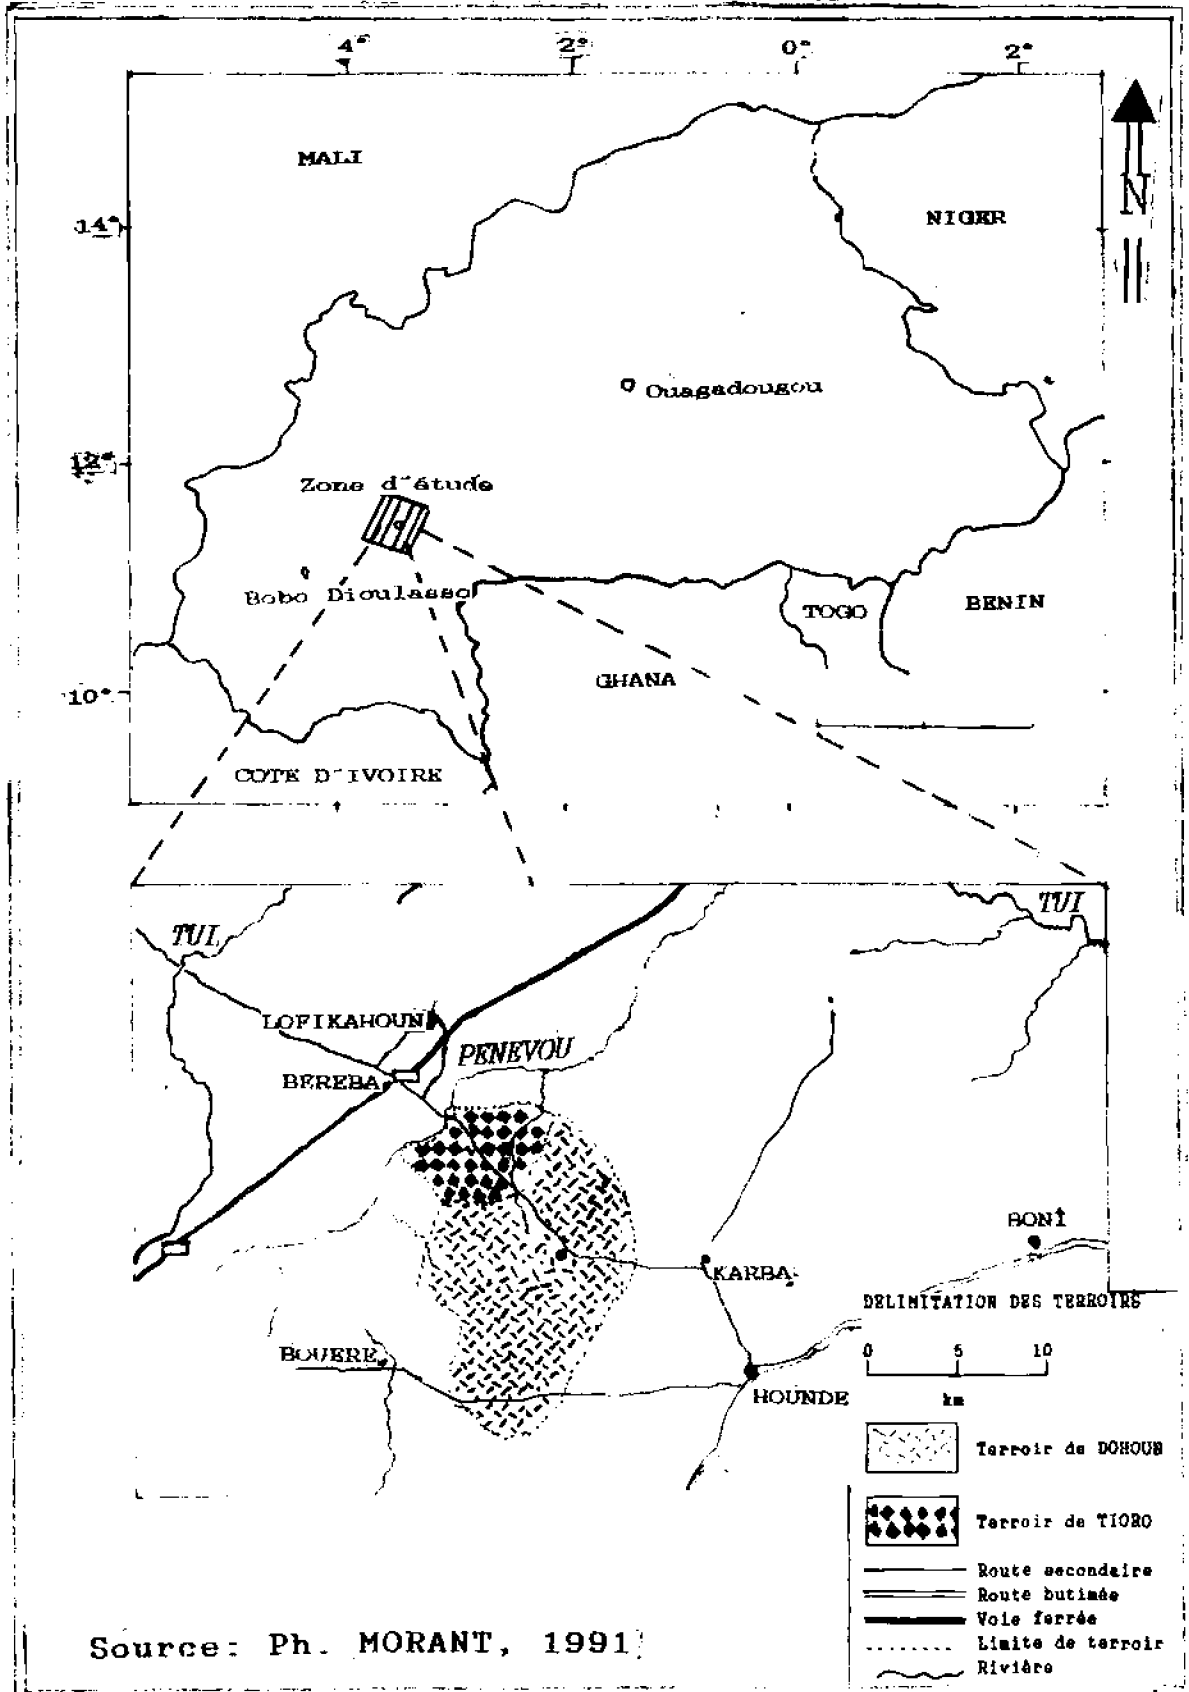 4° 2° 0° 2°
MALI
N
14°
NIGER
Ouagadougou
12°
Zone d'étude
Bobo Dioulasso
TOGO
BENIN
GHANA
10°
COTE D'IVOIRE
TUI
TUI
LOFIKAHOUN
PENEVOU
BEREBA
BONI
KARBA
DELIMITATION DES TERROIRS
BOUERE
0 5 10
HOUNDE
km
Terroir de DOHOUN
Terroir de TIORO
Route secondaire
Route butimée
Voie ferrée
Limite de terroir
Rivière
Source: Ph. MORANT, 1991